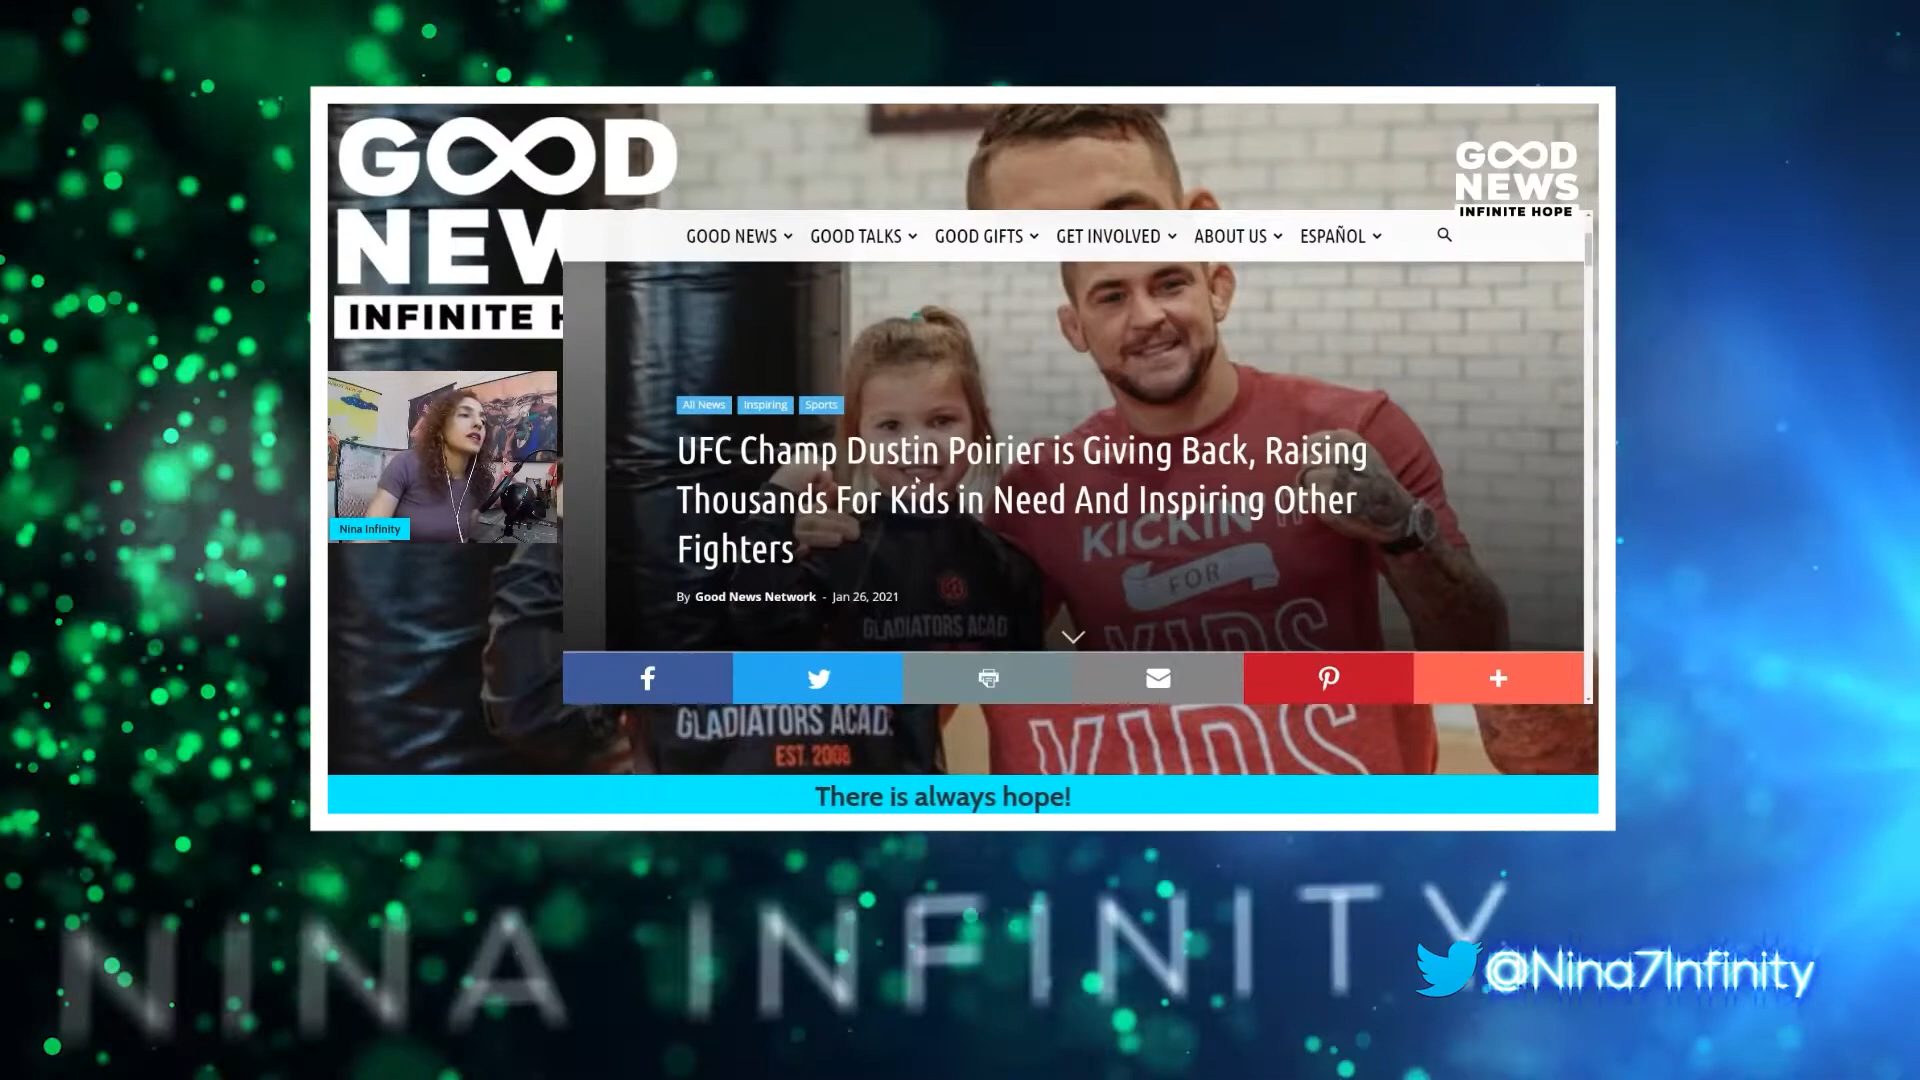 GOOD
NEW
INFINITE H
GOOD
NEWS
INFINITE HOPE
GOOD NEWS GOOD TALKS GOOD GIFTS GET INVOLVED ABOUT US ESPAÑOL
All News Inspiring Sports
UFC Champ Dustin Poirier is Giving Back, Raising
Thousands For Kids in Need And Inspiring Other
Fighters
By Good News Network - Jan 26, 2021
KICKIN IT
FOR
KIDS
GLADIATORS ACAD
Nina Infinity
GLADIATORS ACAD.
EST. 2008
KIDS
There is always hope!
NINA INFINITY
@Nina7Infinity